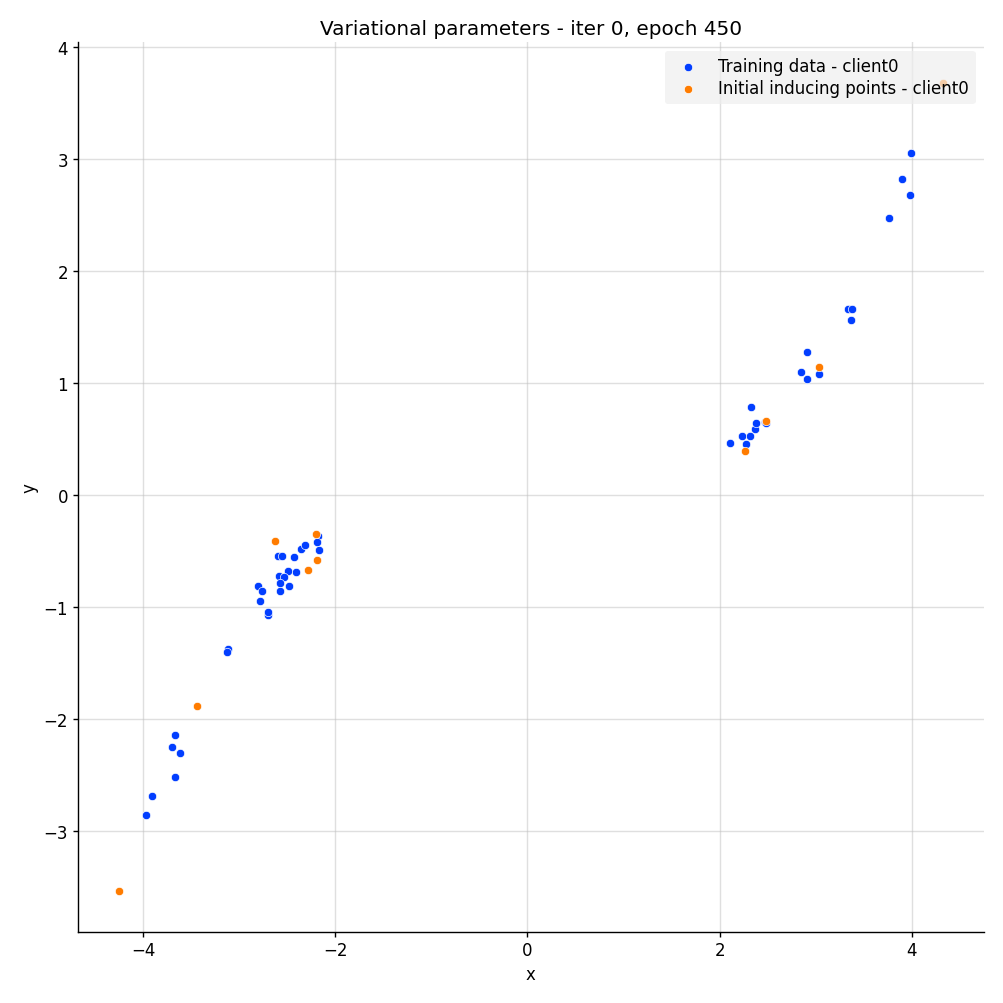 Variational parameters - iter 0, epoch 450
Training data - client0
Initial inducing points - client0
4
3
2
1
0
−1
−2
−3
y
−4 −2 0 2 4
x